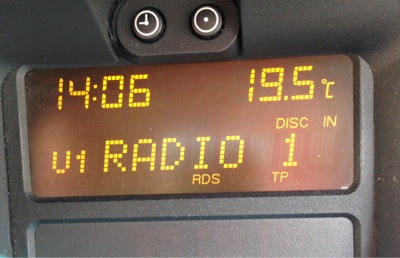 14:06 19.5°C
DISC IN
U1 RADIO 1
RDS TP